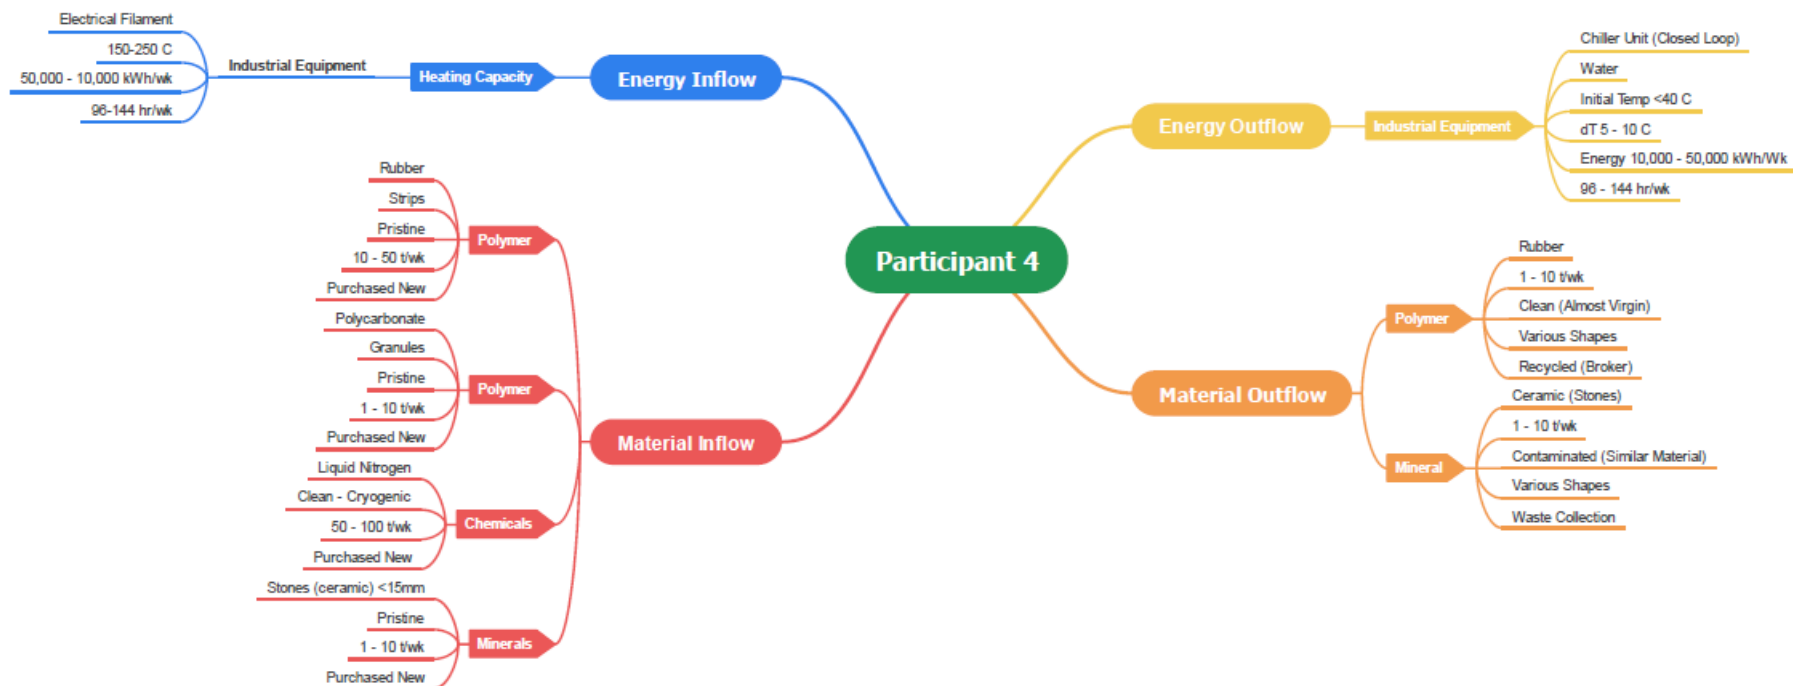 Electrical Filament
150-250 C
50,000 - 10,000 kWh/wk
96-144 hr/wk
Industrial Equipment
Heating Capacity
Energy Inflow
Rubber
Strips
Pristine
10 - 50 t/wk
Purchased New
Polymer
Polycarbonate
Granules
Pristine
1 - 10 t/wk
Purchased New
Polymer
Liquid Nitrogen
Clean - Cryogenic
50 - 100 t/wk
Purchased New
Chemicals
Stones (ceramic) <15mm
Pristine
1 - 10 t/wk
Purchased New
Minerals
Material Inflow
Participant 4
Energy Outflow
Industrial Equipment
Chiller Unit (Closed Loop)
Water
Initial Temp <40 C
dT 5 - 10 C
Energy 10,000 - 50,000 kWh/Wk
96 - 144 hr/wk
Material Outflow
Polymer
Rubber
1 - 10 t/wk
Clean (Almost Virgin)
Various Shapes
Recycled (Broker)
Mineral
Ceramic (Stones)
1 - 10 t/wk
Contaminated (Similar Material)
Various Shapes
Waste Collection